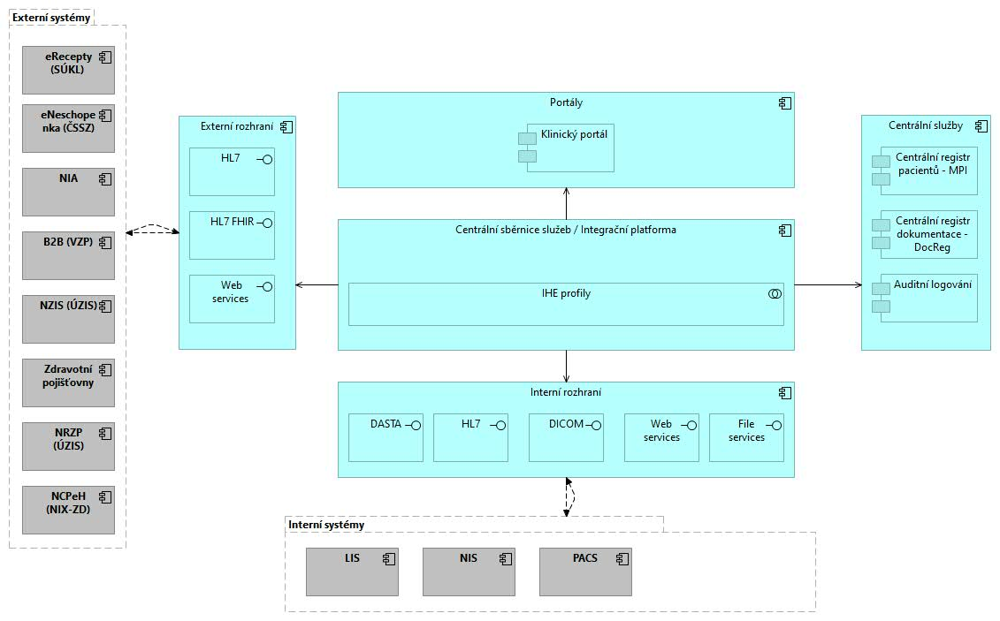 Externí systémy
eRecepty
(SÚKL)
eNeschope
nka (ČSSZ)
NIA
B2B (VZP)
NZIS (ÚZIS)
Zdravotní
pojišťovny
NRZP
(ÚZIS)
NCPeH
(NIX-ZD)
Externí rozhraní
HL7
HL7 FHIR
Web
services
Portály
Klinický portál
Centrální sběrnice služeb / Integrační platforma
IHE profily
Interní rozhraní
DASTA
HL7
DICOM
Web
services
File
services
Centrální služby
Centrální registr
pacientů - MPI
Centrální registr
dokumentace -
DocReg
Auditní logování
Interní systémy
LIS
NIS
PACS